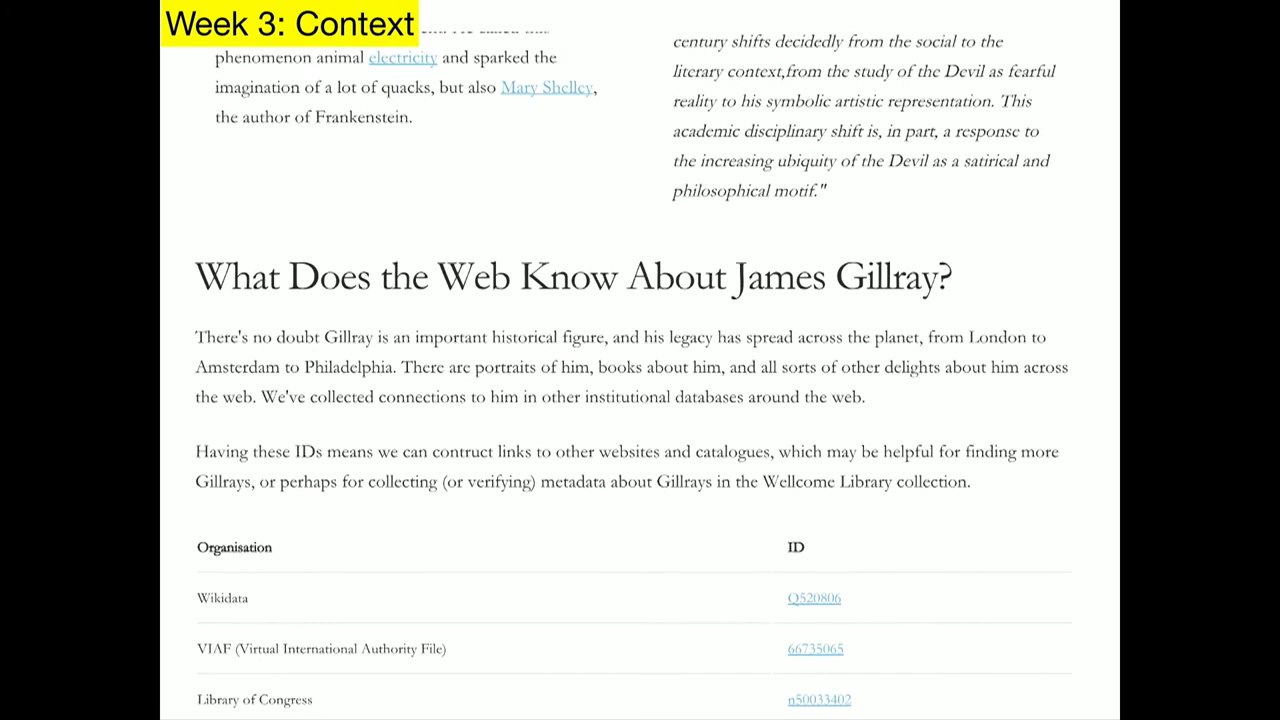 Week 3: Context
phenomenon animal electricity and sparked the
imagination of a lot of quacks, but also Mary Shelley,
the author of Frankenstein.
century shifts decidedly from the social to the
literary context,from the study of the Devil as fearful
reality to his symbolic artistic representation. This
academic disciplinary shift is, in part, a response to
the increasing ubiquity of the Devil as a satirical and
philosophical motif."
What Does the Web Know About James Gillray?
There's no doubt Gillray is an important historical figure, and his legacy has spread across the planet, from London to
Amsterdam to Philadelphia. There are portraits of him, books about him, and all sorts of other delights about him across
the web. We've collected connections to him in other institutional databases around the web.
Having these IDs means we can contruct links to other websites and catalogues, which may be helpful for finding more
Gillrays, or perhaps for collecting (or verifying) metadata about Gillrays in the Wellcome Library collection.
Organisation ID
Wikidata Q520806
VIAF (Virtual International Authority File) 66735065
Library of Congress n50033402